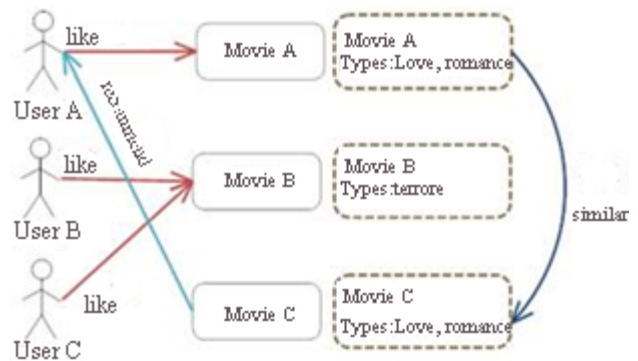 like
Movie A
Movie A
Types:Love, romance
User A
recommend
like
Movie B
Movie B
Types:terrore
User B
similar
like
Movie C
Movie C
Types:Love, romance
User C